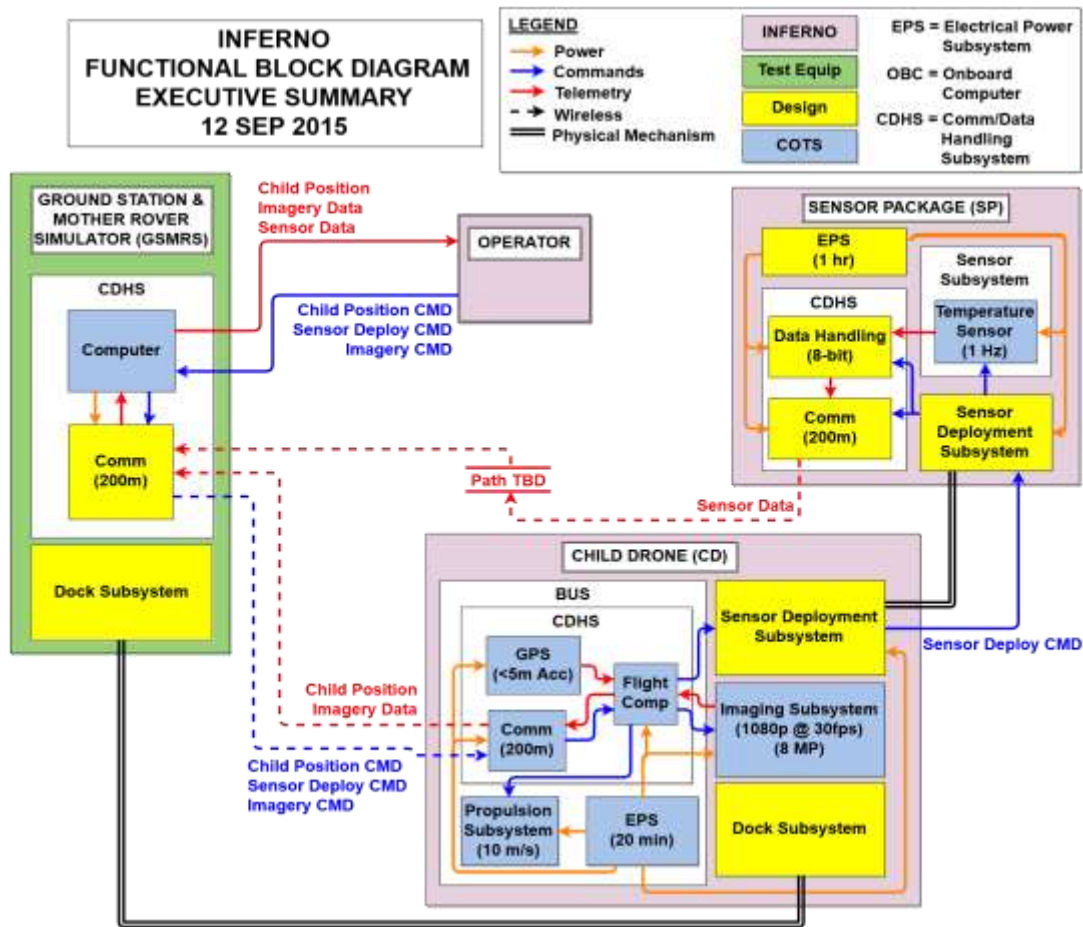 INFERNO
FUNCTIONAL BLOCK DIAGRAM
EXECUTIVE SUMMARY
12 SEP 2015
LEGEND
Power
Commands
Telemetry
Wireless
Physical Mechanism
INFERNO
Test Equip
Design
COTS
EPS = Electrical Power
Subsystem
OBC = Onboard
Computer
CDHS = Comm/Data
Handling
Subsystem
GROUND STATION &
MOTHER ROVER
SIMULATOR (GSMRS)
CDHS
Computer
Comm
(200m)
Dock Subsystem
Child Position
Imagery Data
Sensor Data
OPERATOR
Child Position CMD
Sensor Deploy CMD
Imagery CMD
SENSOR PACKAGE (SP)
EPS
(1 hr)
Sensor
Subsystem
CDHS
Data Handling
(8-bit)
Temperature
Sensor
(1 Hz)
Comm
(200m)
Sensor
Deployment
Subsystem
Path TBD
Sensor Data
CHILD DRONE (CD)
BUS
CDHS
GPS
(<5m Acc)
Flight
Comp
Comm
(200m)
Propulsion
Subsystem
(10 m/s)
EPS
(20 min)
Sensor Deployment
Subsystem
Imaging Subsystem
(1080p @ 30fps)
(8 MP)
Dock Subsystem
Sensor Deploy CMD
Child Position
Imagery Data
Child Position CMD
Sensor Deploy CMD
Imagery CMD